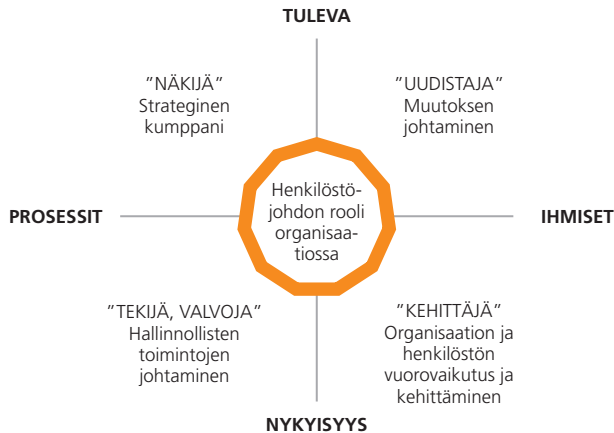 TULEVA
”NÄKIJÄ”
Strateginen
kumppani
”UUDISTAJA”
Muutoksen
johtaminen
PROSESSIT
Henkilöstö-
johdon rooli
organisaa-
tiossa
IHMISET
”TEKIJÄ, VALVOJA”
Hallinnollisten
toimintojen
johtaminen
”KEHITTÄJÄ”
Organisaation ja
henkilöstön
vuorovaikutus ja
kehittäminen
NYKYISYYS